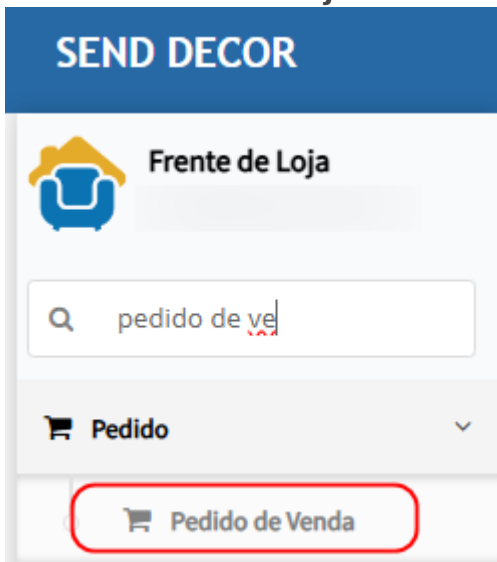 SEND DECOR
Frente de Loja
pedido de ve
Pedido
Pedido de Venda